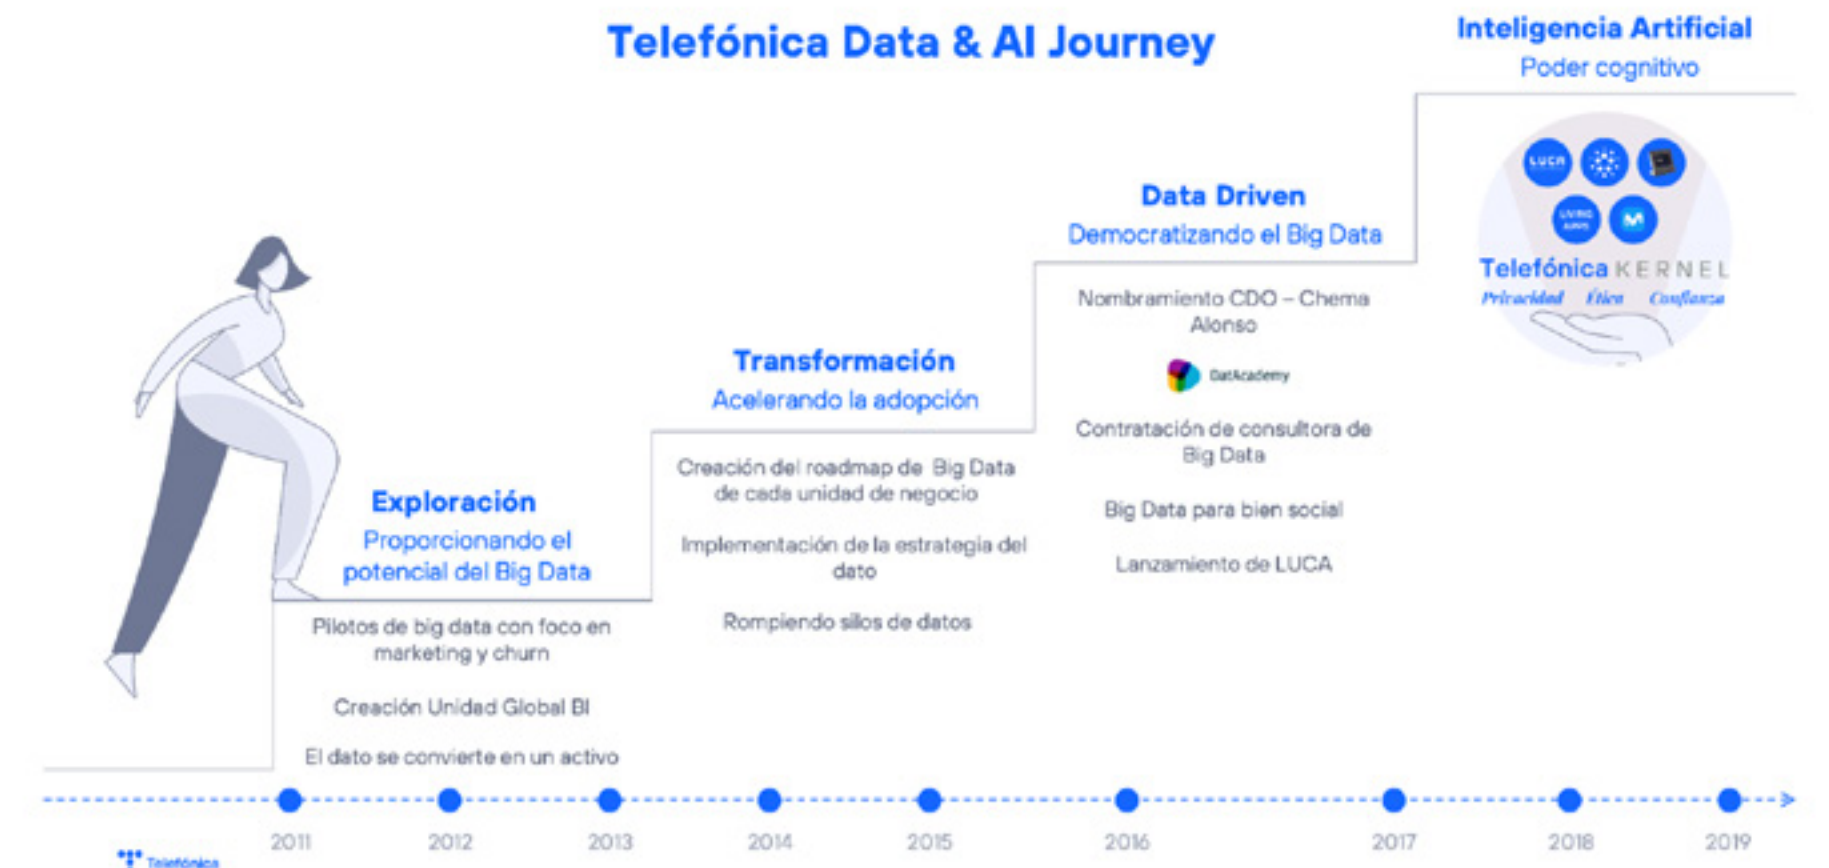 Telefónica Data & AI Journey
Inteligencia Artificial
Poder cognitivo
LUCA
LIVING
APPS
Telefónica KERNEL
Privacidad Ética Confianza
Data Driven
Democratizando el Big Data
Nombramiento CDO – Chema
Alonso
DatAcademy
Contratación de consultora de
Big Data
Big Data para bien social
Lanzamiento de LUCA
Transformación
Acelerando la adopción
Creación del roadmap de Big Data
de cada unidad de negocio
Implementación de la estrategia del
dato
Rompiendo silos de datos
Exploración
Proporcionando el
potencial del Big Data
Pilotos de big data con foco en
marketing y churn
Creación Unidad Global BI
El dato se convierte en un activo
2011 2012 2013 2014 2015 2016 2017 2018 2019
Telefónica